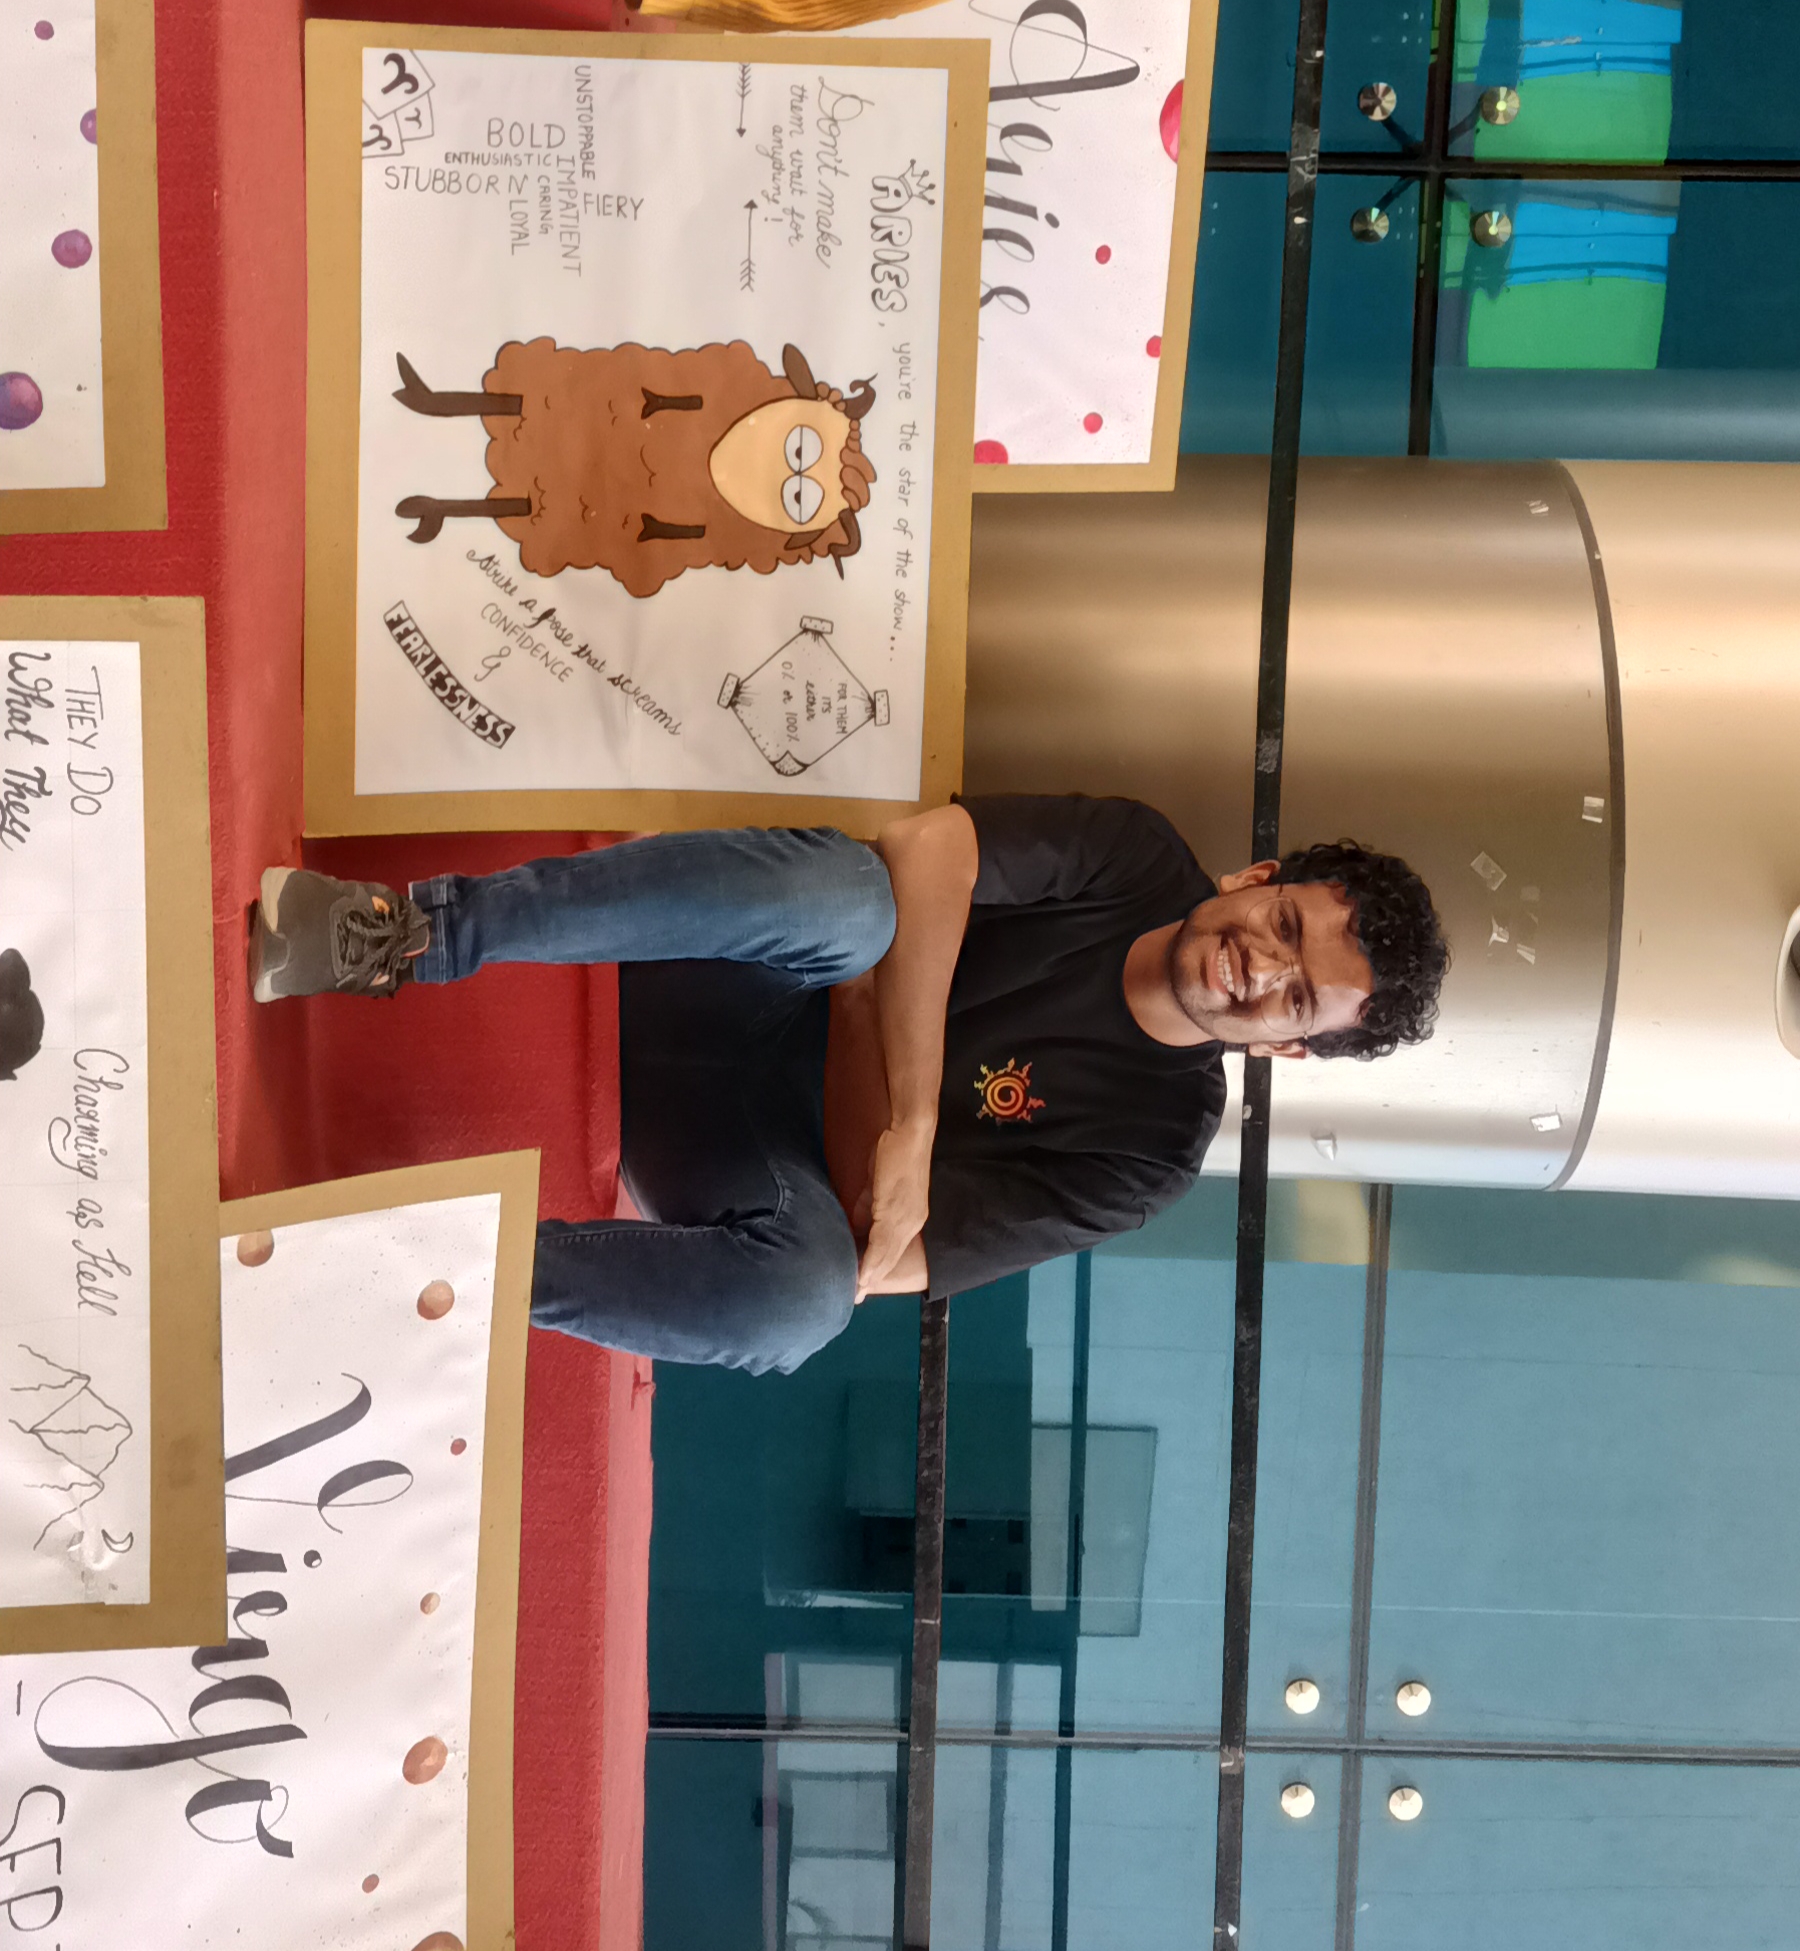 Aries
ARIES, you're the star of the show...
Don't make
them wait for
anything!
FOR THEM
ITS
either
0% or 100%
UNSTOPPABLE
FIERY
IMPATIENT
BOLD
ENTHUSIASTIC
CARING
STUBBORN
LOYAL
strike a pose that screams
CONFIDENCE
&
FEARLESSNESS
Virgo
THEY DO
What They
Charming as Hell